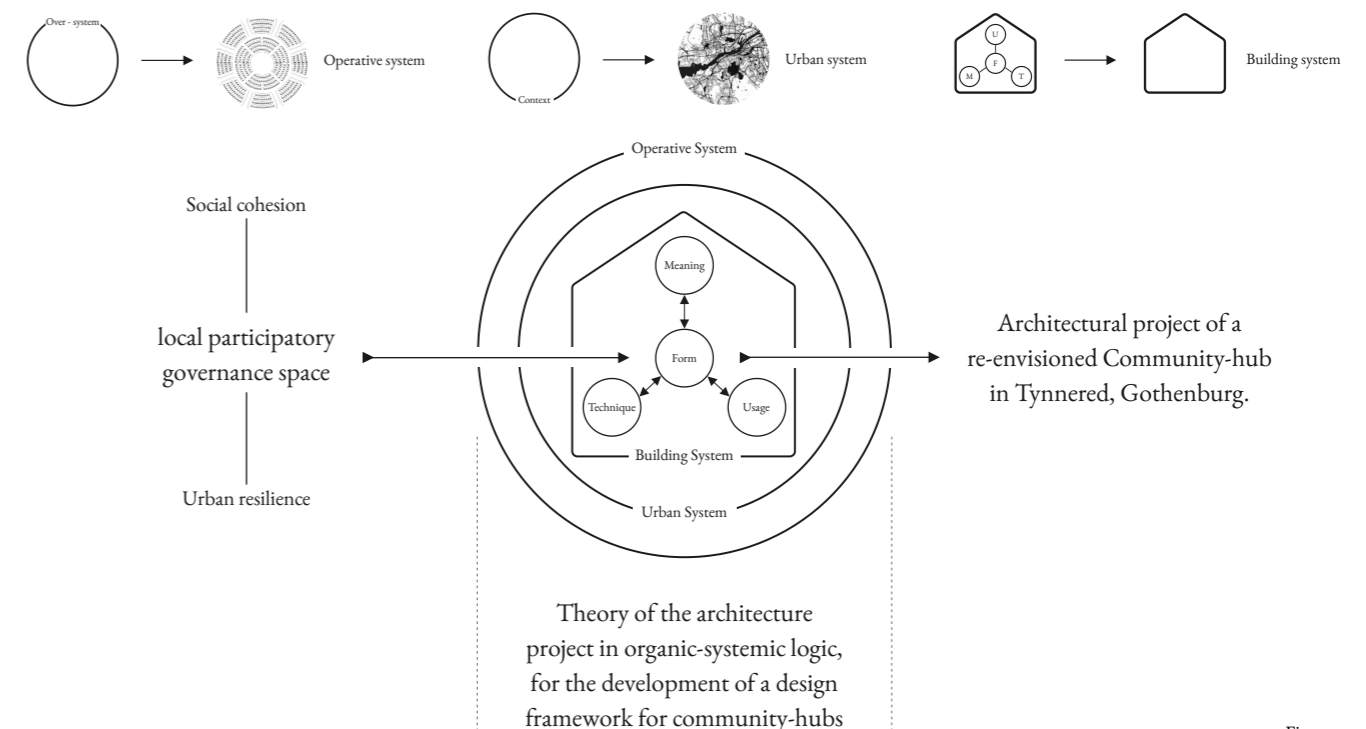 Over - system
Operative system
Context
Urban system
U
F
M
T
Building system
Operative System
Social cohesion
Meaning
local participatory
governance space
Form
Architectural project of a
re-envisioned Community-hub
in Tynnered, Gothenburg.
Technique
Usage
Building System
Urban resilience
Urban System
Theory of the architecture
project in organic-systemic logic,
for the development of a design
framework for community-hubs